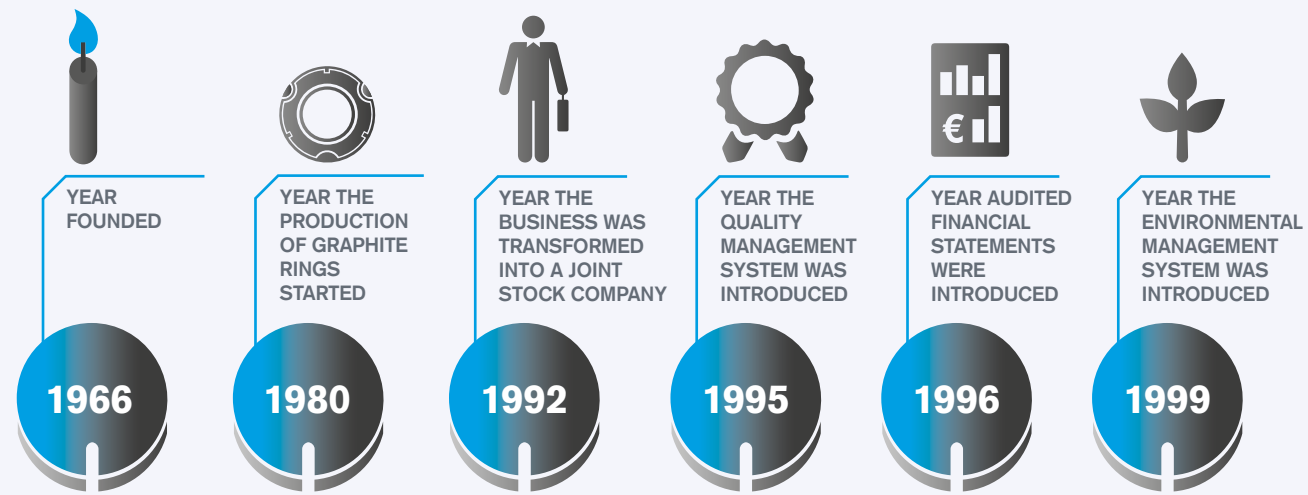 YEAR
FOUNDED
1966
YEAR THE
PRODUCTION
OF GRAPHITE
RINGS
STARTED
1980
YEAR THE
BUSINESS WAS
TRANSFORMED
INTO A JOINT
STOCK COMPANY
1992
YEAR THE
QUALITY
MANAGEMENT
SYSTEM WAS
INTRODUCED
1995
€
YEAR AUDITED
FINANCIAL
STATEMENTS
WERE
INTRODUCED
1996
YEAR THE
ENVIRONMENTAL
MANAGEMENT
SYSTEM WAS
INTRODUCED
1999